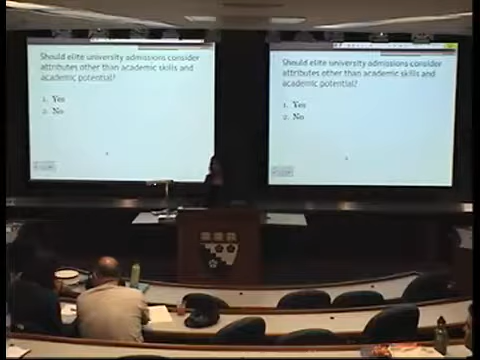 Should elite university admissions consider
attributes other than academic skills and
academic potential?
1. Yes
2. No
Should elite university admissions consider
attributes other than academic skills and
academic potential?
1. Yes
2. No